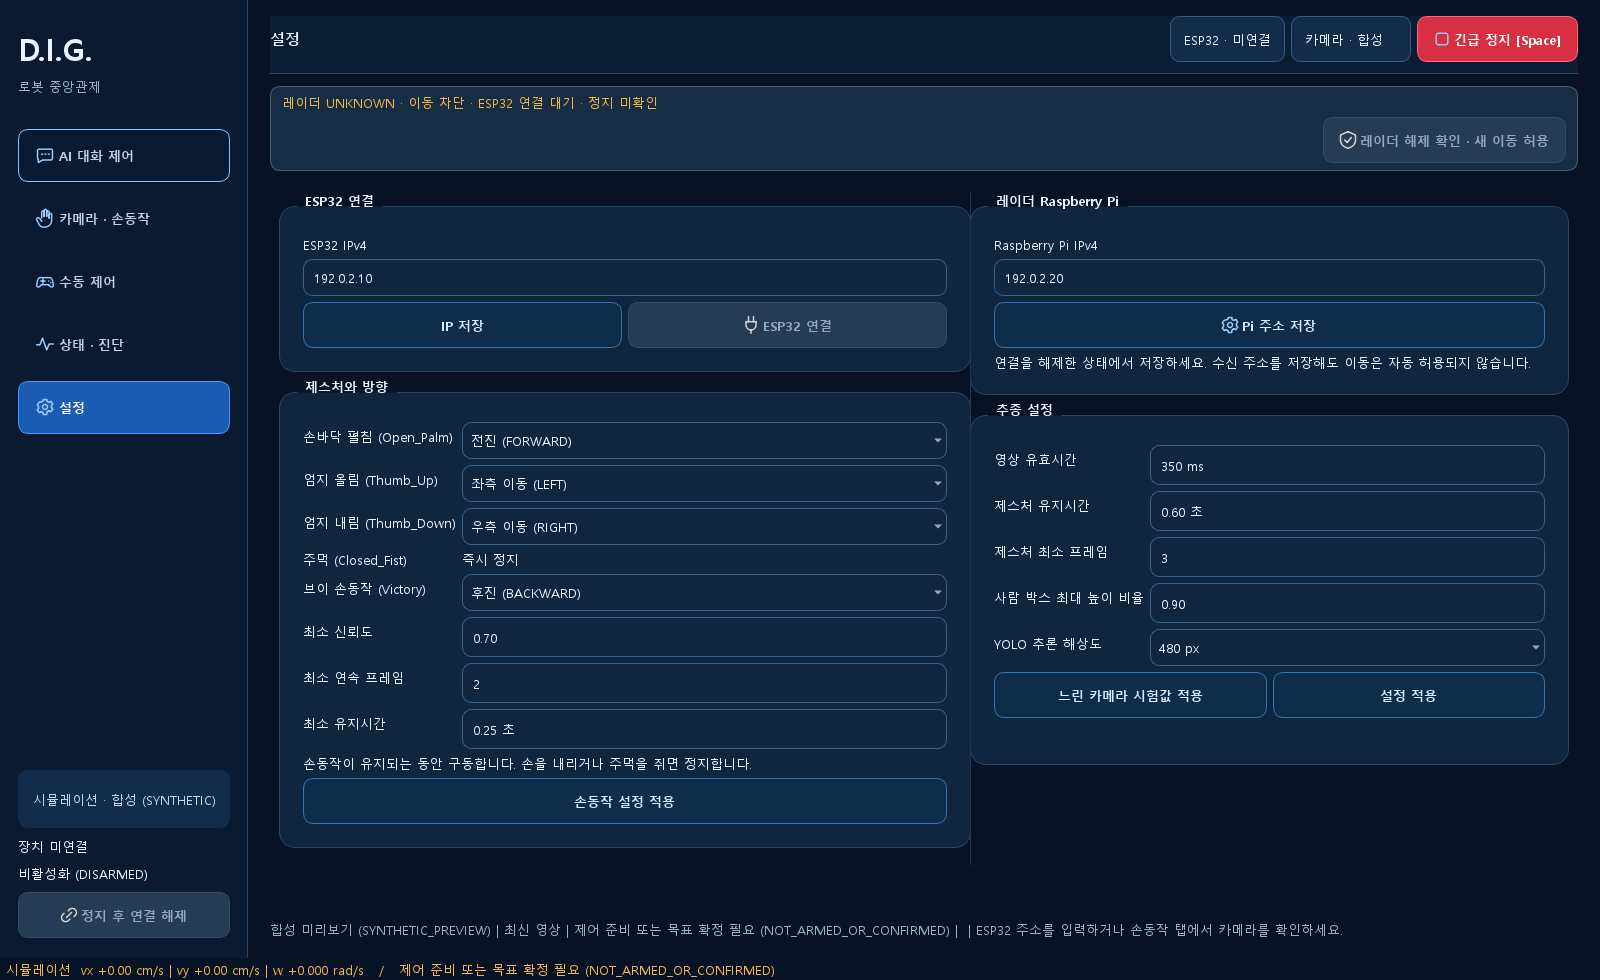 D.I.G.
로봇 중앙관제
AI 대화 제어
카메라 · 손동작
수동 제어
상태 · 진단
설정
시뮬레이션 · 합성 (SYNTHETIC)
장치 미연결
비활성화 (DISARMED)
정지 후 연결 해제
설정
ESP32 · 미연결
카메라 · 합성
긴급 정지 [Space]
레이더 UNKNOWN · 이동 차단 · ESP32 연결 대기 · 정지 미확인
레이더 해제 확인 · 새 이동 허용
ESP32 연결
ESP32 IPv4
192.0.2.10
IP 저장
ESP32 연결
제스처와 방향
손바닥 펼침 (Open_Palm)
전진 (FORWARD)
엄지 올림 (Thumb_Up)
좌측 이동 (LEFT)
엄지 내림 (Thumb_Down)
우측 이동 (RIGHT)
주먹 (Closed_Fist)
즉시 정지
브이 손동작 (Victory)
후진 (BACKWARD)
최소 신뢰도
0.70
최소 연속 프레임
2
최소 유지시간
0.25 초
손동작이 유지되는 동안 구동합니다. 손을 내리거나 주먹을 쥐면 정지합니다.
손동작 설정 적용
레이더 Raspberry Pi
Raspberry Pi IPv4
192.0.2.20
Pi 주소 저장
연결을 해제한 상태에서 저장하세요. 수신 주소를 저장해도 이동은 자동 허용되지 않습니다.
추종 설정
영상 유효시간
350 ms
제스처 유지시간
0.60 초
제스처 최소 프레임
3
사람 박스 최대 높이 비율
0.90
YOLO 추론 해상도
480 px
느린 카메라 시험값 적용
설정 적용
합성 미리보기 (SYNTHETIC_PREVIEW) | 최신 영상 | 제어 준비 또는 목표 확정 필요 (NOT_ARMED_OR_CONFIRMED) |  | ESP32 주소를 입력하거나 손동작 탭에서 카메라를 확인하세요.
시뮬레이션  vx +0.00 cm/s | vy +0.00 cm/s | w +0.000 rad/s  /  제어 준비 또는 목표 확정 필요 (NOT_ARMED_OR_CONFIRMED)